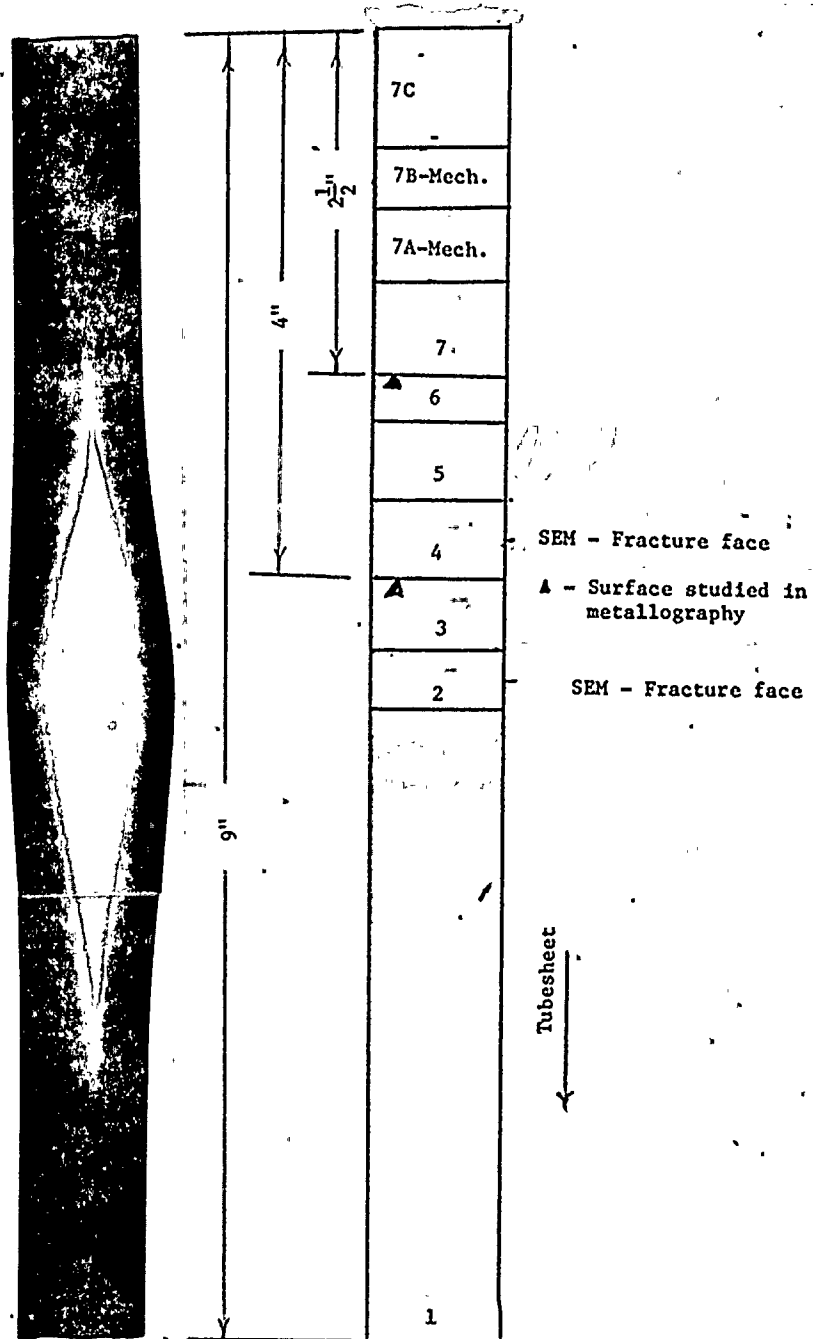 7C
7B-Mech.
7A-Mech.
7
6
5
4
3
2
1
2½"
4"
9"
SEM - Fracture face
▲ - Surface studied in
metallography
SEM - Fracture face
Tubesheet